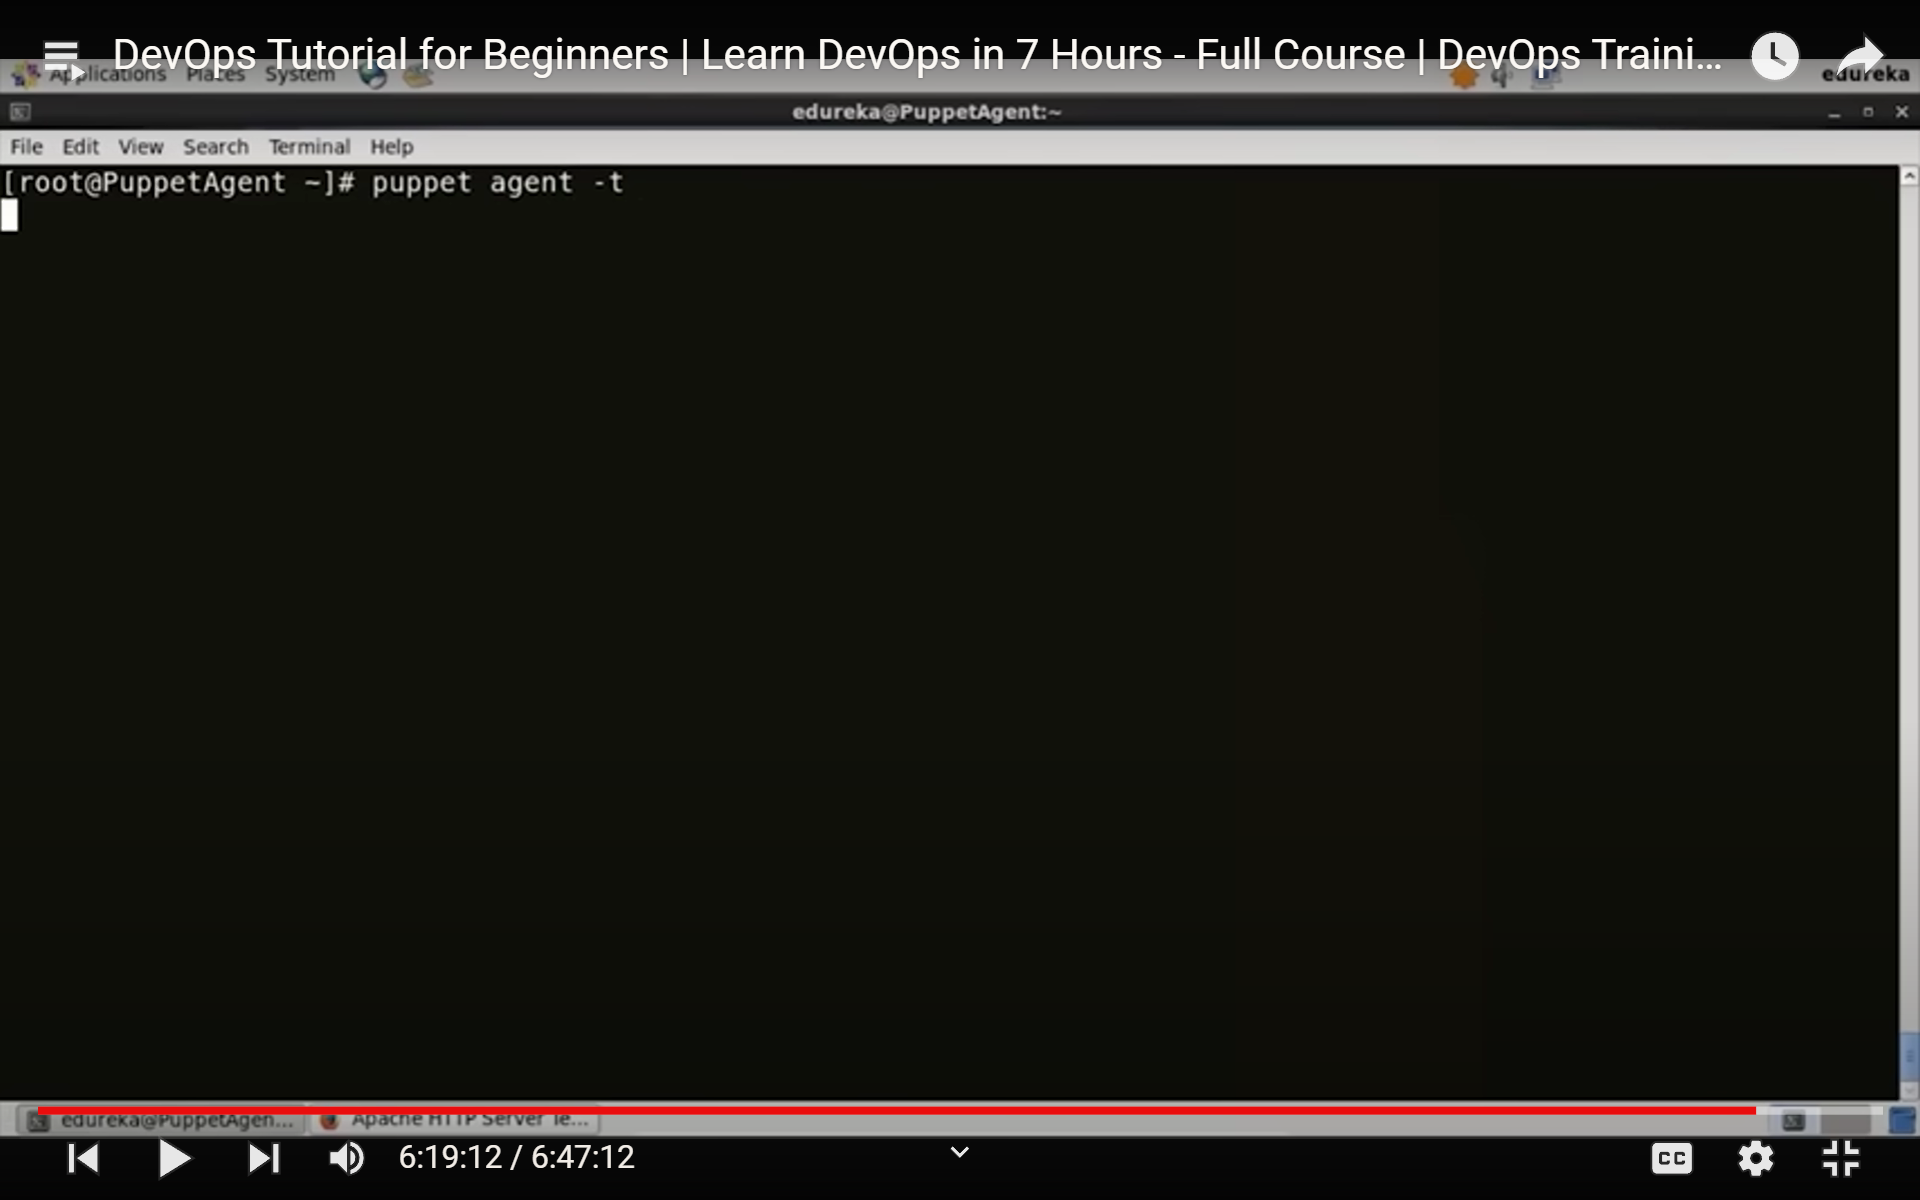 DevOps Tutorial for Beginners | Learn DevOps in 7 Hours - Full Course | DevOps Traini...
Applications Places System edureka
edureka@PuppetAgent:~
File Edit View Search Terminal Help
[root@PuppetAgent ~]# puppet agent -t
edureka@PuppetAgen... Apache HTTP Server Te...
6:19:12 / 6:47:12 CC